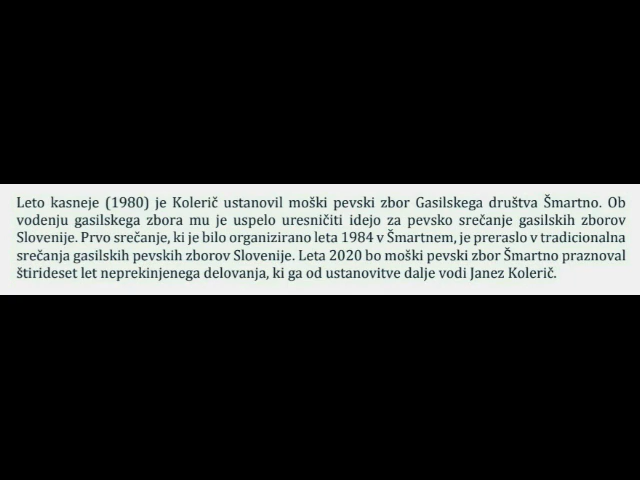 Leto kasneje (1980) je Kolerič ustanovil moški pevski zbor Gasilskega društva Šmartno. Ob
vodenju gasilskega zbora mu je uspelo uresničiti idejo za pevsko srečanje gasilskih zborov
Slovenije. Prvo srečanje, ki je bilo organizirano leta 1984 v Šmartnem, je preraslo v tradicionalna
srečanja gasilskih pevskih zborov Slovenije. Leta 2020 bo moški pevski zbor Šmartno praznoval
štirideset let neprekinjenega delovanja, ki ga od ustanovitve dalje vodi Janez Kolerič.